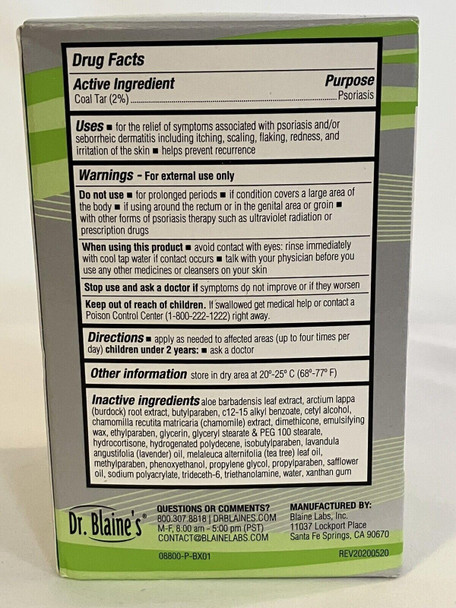 Drug Facts
Active Ingredient Purpose
Coal Tar (2%) Psoriasis
Uses ■ for the relief of symptoms associated with psoriasis and/or
seborrheic dermatitis including itching, scaling, flaking, redness, and
irritation of the skin ■ helps prevent recurrence
Warnings - For external use only
Do not use ■ for prolonged periods ■ if condition covers a large area of
the body ■ if using around the rectum or in the genital area or groin ■
with other forms of psoriasis therapy such as ultraviolet radiation or
prescription drugs
When using this product ■ avoid contact with eyes: rinse immediately
with cool tap water if contact occurs ■ talk with your physician before you
use any other medicines or cleansers on your skin
Stop use and ask a doctor if symptoms do not improve or if they worsen
Keep out of reach of children. If swallowed get medical help or contact a
Poison Control Center (1-800-222-1222) right away.
Directions ■ apply as needed to affected areas (up to four times per
day) children under 2 years: ■ ask a doctor
Other information store in dry area at 20º-25º C (68º-77º F)
Inactive ingredients aloe barbadensis leaf extract, arctium lappa
(burdock) root extract, butylparaben, c12-15 alkyl benzoate, cetyl alcohol,
chamomilla recutita matricaria (chamomile) extract, dimethicone, emulsifying
wax, ethylparaben, glycerin, glyceryl stearate & PEG 100 stearate,
hydrocortisone, hydrogenated polydecene, isobutylparaben, lavandula
angustifolia (lavender) oil, melaleuca alternifolia (tea tree) leaf oil,
methylparaben, phenoxyethanol, propylene glycol, propylparaben, safflower
oil, sodium polyacrylate, trideceth-6, triethanolamine, water, xanthan gum
Dr. Blaine's®
QUESTIONS OR COMMENTS?
800.307.8818 | DRBLAINES.COM
M-F, 8:00 am - 5:00 pm (PST)
CONTACT@BLAINELABS.COM
MANUFACTURED BY:
Blaine Labs, Inc.
11037 Lockport Place
Santa Fe Springs, CA 90670
08800-P-BX01
REV20200520